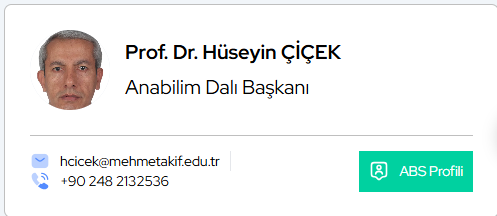 Prof. Dr. Hüseyin ÇİÇEK
Anabilim Dalı Başkanı
hcicek@mehmetakif.edu.tr
+90 248 2132536
ABS Profili